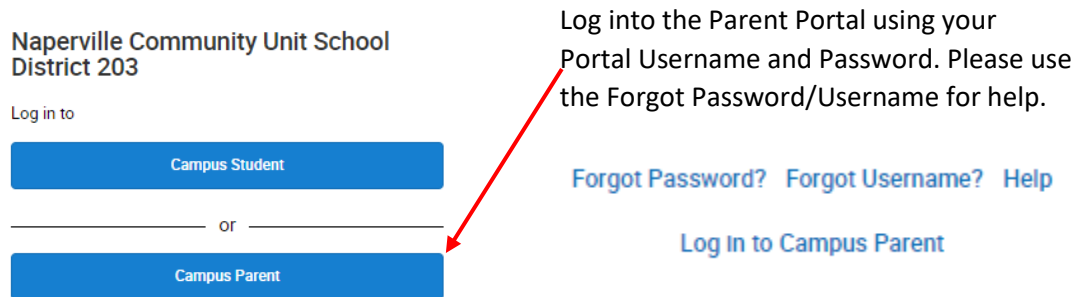 Naperville Community Unit School
District 203
Log in to
Campus Student
or
Campus Parent
Log into the Parent Portal using your
Portal Username and Password. Please use
the Forgot Password/Username for help.
Forgot Password? Forgot Username? Help
Log In to Campus Parent